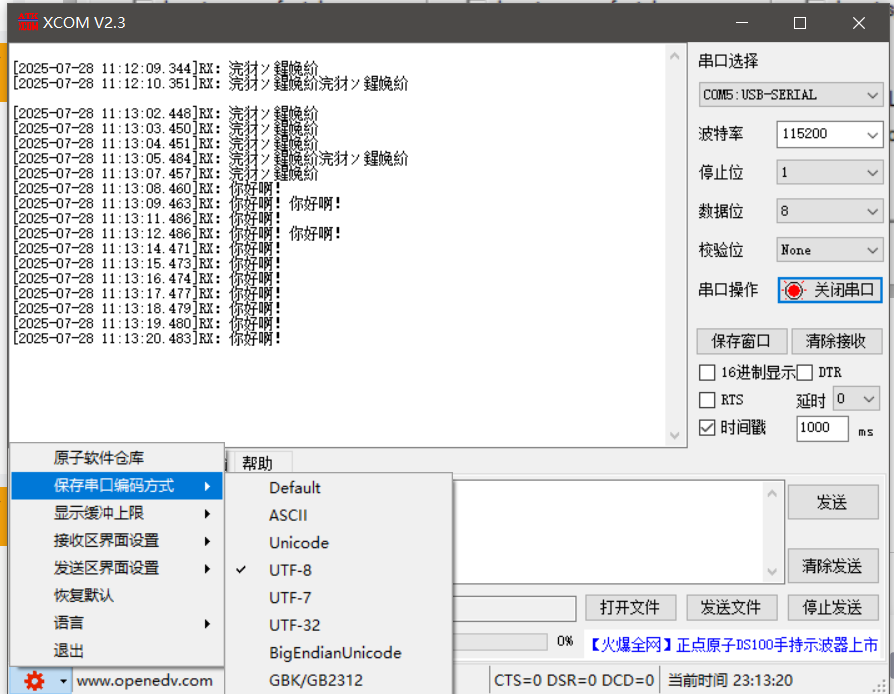 XCOM V2.3
[2025-07-28 11:12:09.344]RX: 浣犲ソ鍟婏紒
[2025-07-28 11:12:10.351]RX: 浣犲ソ鍟婏紒浣犲ソ鍟婏紒
[2025-07-28 11:13:02.448]RX: 浣犲ソ鍟婏紒
[2025-07-28 11:13:03.450]RX: 浣犲ソ鍟婏紒
[2025-07-28 11:13:04.451]RX: 浣犲ソ鍟婏紒
[2025-07-28 11:13:05.484]RX: 浣犲ソ鍟婏紒浣犲ソ鍟婏紒
[2025-07-28 11:13:07.457]RX: 浣犲ソ鍟婏紒
[2025-07-28 11:13:08.460]RX: 你好啊!
[2025-07-28 11:13:09.463]RX: 你好啊! 你好啊!
[2025-07-28 11:13:11.486]RX: 你好啊!
[2025-07-28 11:13:12.486]RX: 你好啊! 你好啊!
[2025-07-28 11:13:14.471]RX: 你好啊!
[2025-07-28 11:13:15.473]RX: 你好啊!
[2025-07-28 11:13:16.474]RX: 你好啊!
[2025-07-28 11:13:17.477]RX: 你好啊!
[2025-07-28 11:13:18.479]RX: 你好啊!
[2025-07-28 11:13:19.480]RX: 你好啊!
[2025-07-28 11:13:20.483]RX: 你好啊!
串口选择
COM5:USB-SERIAL
波特率 115200
停止位 1
数据位 8
校验位 None
串口操作 关闭串口
保存窗口 清除接收
16进制显示 DTR
RTS 延时 0
时间戳 1000 ms
帮助
原子软件仓库
保存串口编码方式
显示缓冲上限
接收区界面设置
发送区界面设置
恢复默认
语言
退出
Default
ASCII
Unicode
UTF-8
UTF-7
UTF-32
BigEndianUnicode
GBK/GB2312
发送
清除发送
打开文件 发送文件 停止发送
0% 【火爆全网】正点原子DS100手持示波器上市
www.openedv.com CTS=0 DSR=0 DCD=0 当前时间 23:13:20